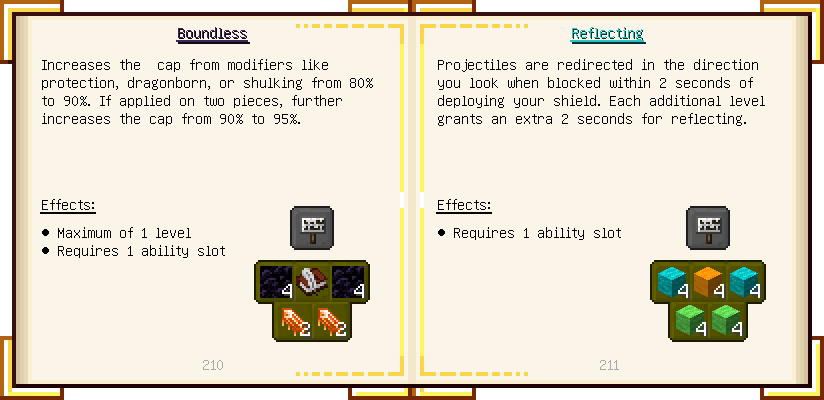 Boundless
Increases the  cap from modifiers like
protection, dragonborn, or shulking from 80%
to 90%. If applied on two pieces, further
increases the cap from 90% to 95%.
Effects:
• Maximum of 1 level
• Requires 1 ability slot
4
4
2
2
210
Reflecting
Projectiles are redirected in the direction
you look when blocked within 2 seconds of
deploying your shield. Each additional level
grants an extra 2 seconds for reflecting.
Effects:
• Requires 1 ability slot
4
4
4
4
4
211